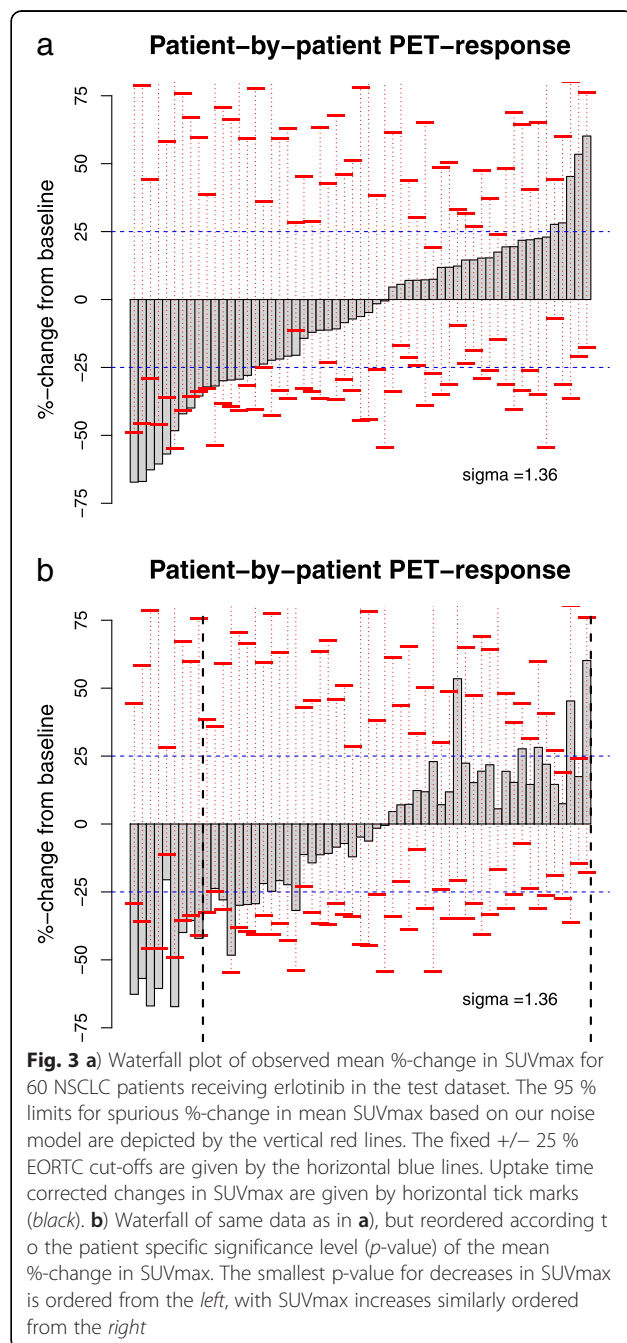 a
Patient−by−patient PET−response
%−change from baseline
75
50
25
0
−25
−50
−75
sigma =1.36
b
Patient−by−patient PET−response
%−change from baseline
75
50
25
0
−25
−50
−75
sigma =1.36
Fig. 3 a) Waterfall plot of observed mean %-change in SUVmax for
60 NSCLC patients receiving erlotinib in the test dataset. The 95 %
limits for spurious %-change in mean SUVmax based on our noise
model are depicted by the vertical red lines. The fixed +/− 25 %
EORTC cut-offs are given by the horizontal blue lines. Uptake time
corrected changes in SUVmax are given by horizontal tick marks
(black). b) Waterfall of same data as in a), but reordered according t
o the patient specific significance level (p-value) of the mean
%-change in SUVmax. The smallest p-value for decreases in SUVmax
is ordered from the left, with SUVmax increases similarly ordered
from the right